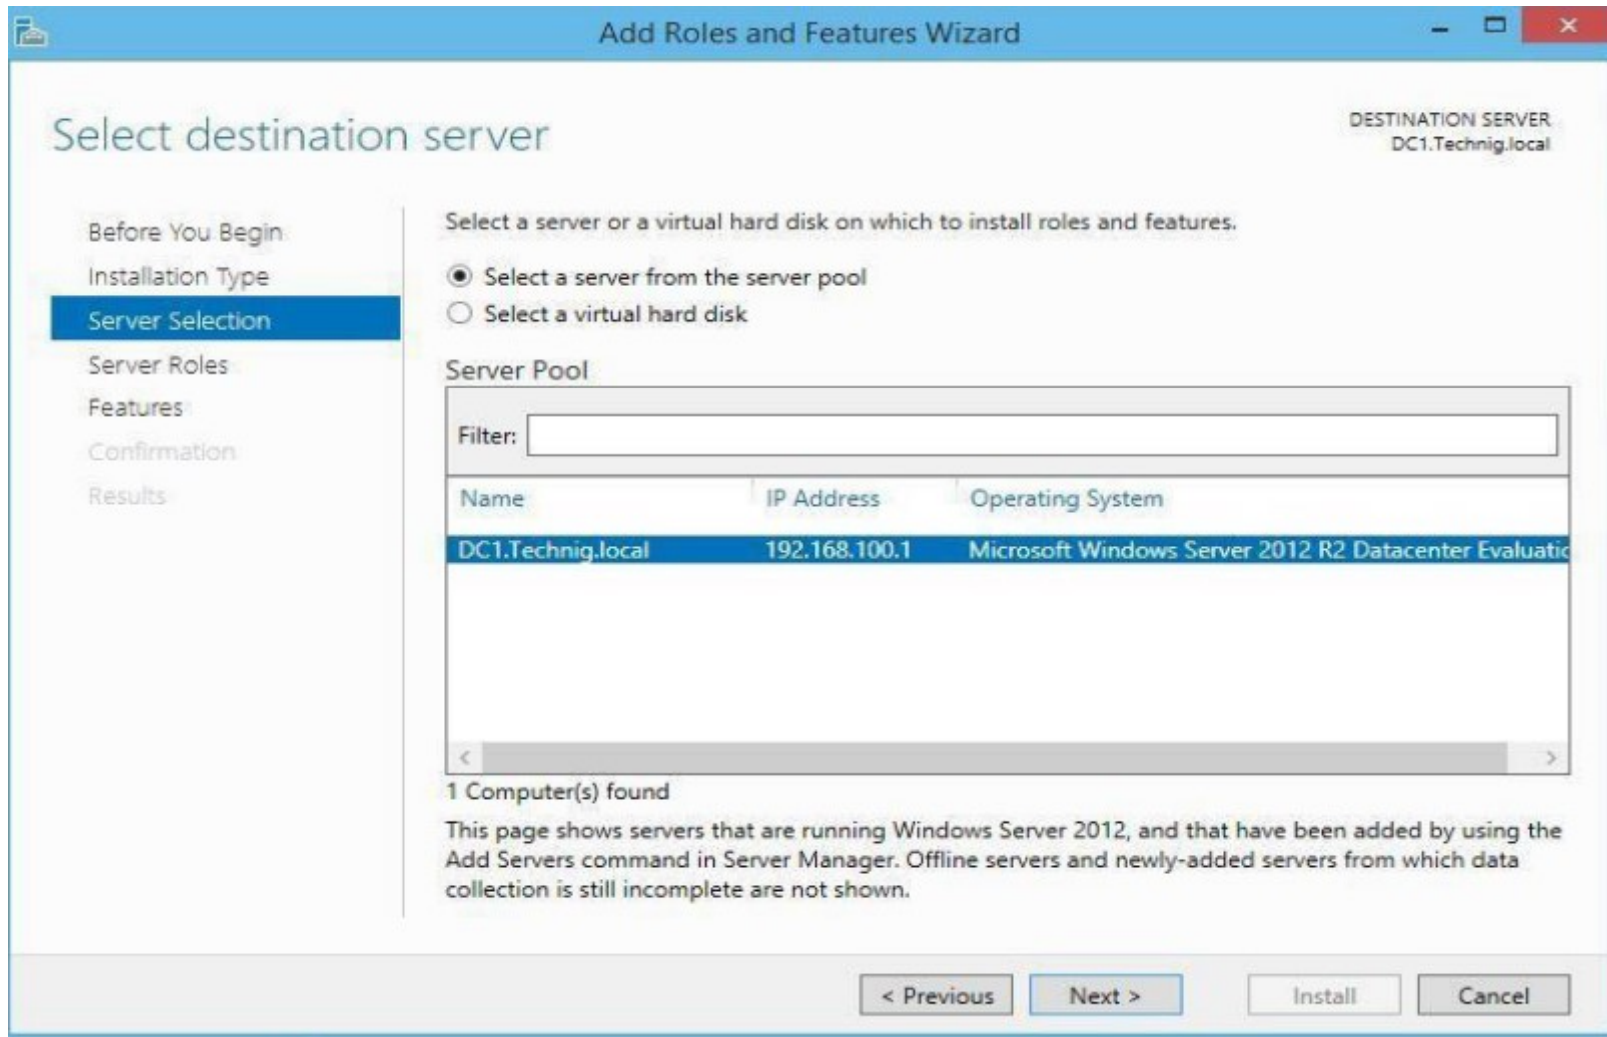 Add Roles and Features Wizard
Select destination server
DESTINATION SERVER
DC1.Technig.local
Before You Begin
Installation Type
Server Selection
Server Roles
Features
Confirmation
Results
Select a server or a virtual hard disk on which to install roles and features.
Select a server from the server pool
Select a virtual hard disk
Server Pool
Filter:
Name IP Address Operating System
DC1.Technig.local 192.168.100.1 Microsoft Windows Server 2012 R2 Datacenter Evaluatio
1 Computer(s) found
This page shows servers that are running Windows Server 2012, and that have been added by using the
Add Servers command in Server Manager. Offline servers and newly-added servers from which data
collection is still incomplete are not shown.
< Previous Next > Install Cancel